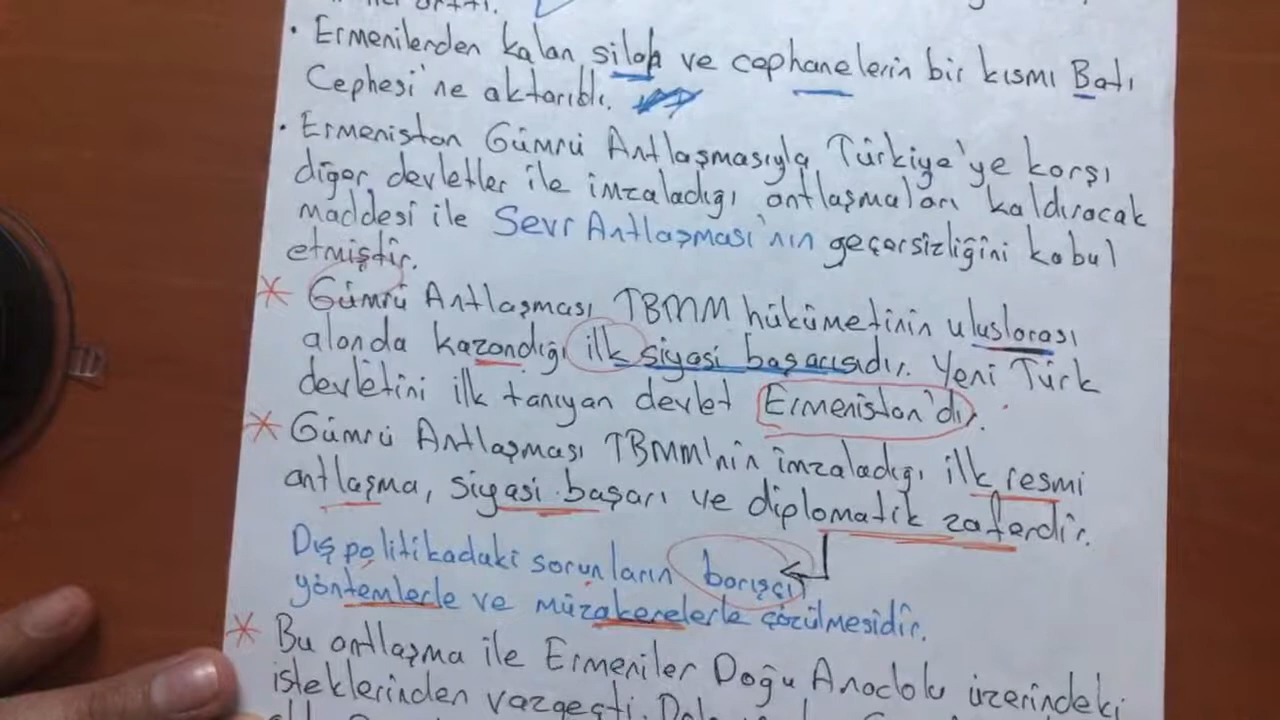 • Ermenilerden kalan silah ve cephanelerin bir kısmı Batı
Cephesi'ne aktarıldı.
• Ermenistan Gümrü Antlaşmasıyla Türkiye'ye karşı
diğer devletler ile imzaladığı antlaşmaları kaldıracak
maddesi ile Sevr Antlaşması'nın geçersizliğini kabul
etmiştir.
* Gümrü Antlaşması TBMM hükümetinin uluslarası
alanda kazandığı ilk siyasi başarısıdır. Yeni Türk
devletini ilk tanıyan devlet Ermenistan'dı.
* Gümrü Antlaşması TBMM'nin imzaladığı ilk resmi
antlaşma, siyasi başarı ve diplomatik zaferdir.
Dış politikadaki sorunların barışçı
yöntemlerle ve müzakerelerle çözülmesidir.
* Bu antlaşma ile Ermeniler Doğu Anadolu üzerindeki
isteklerinden vazgeçti.